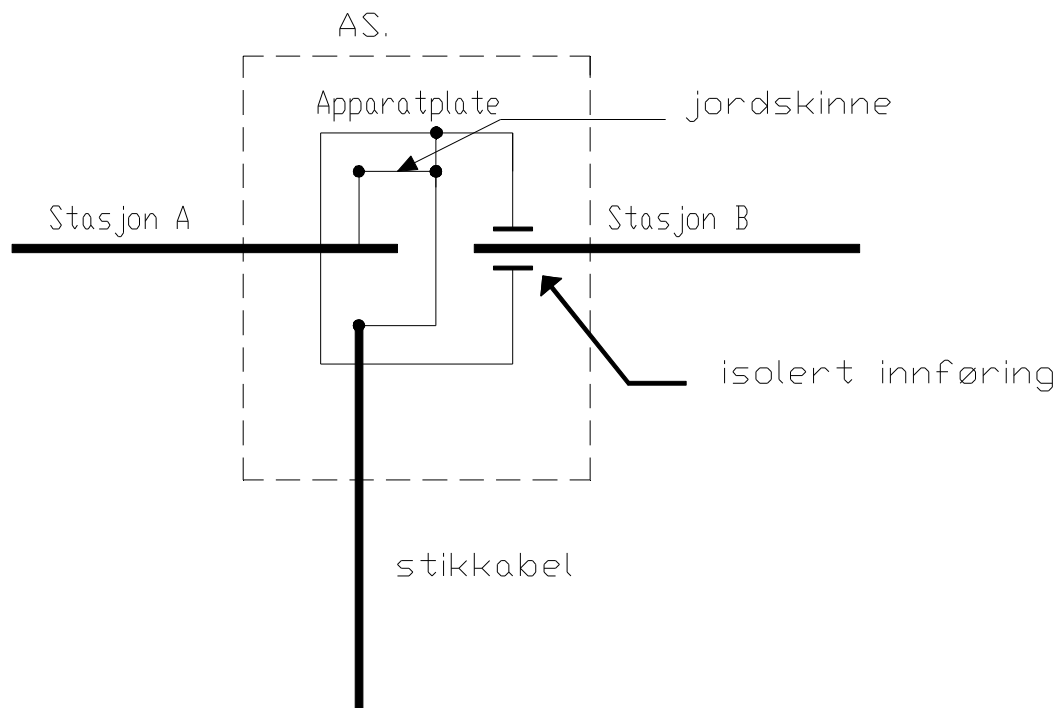 AS.
Apparatplate
jordskinne
Stasjon A
Stasjon B
isolert innføring
stikkabel